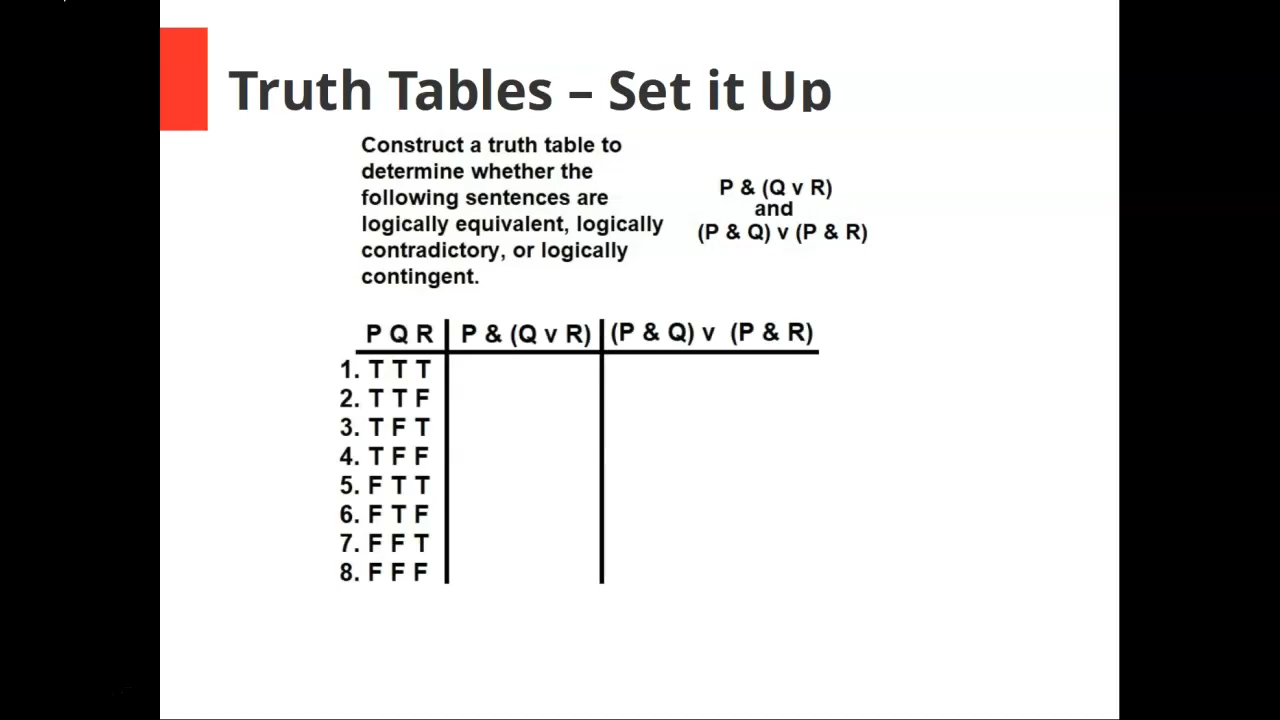 Truth Tables – Set it Up
Construct a truth table to
determine whether the
following sentences are
logically equivalent, logically
contradictory, or logically
contingent.
P & (Q v R)
and
(P & Q) v (P & R)
P Q R P & (Q v R) (P & Q) v (P & R)
1. T T T
2. T T F
3. T F T
4. T F F
5. F T T
6. F T F
7. F F T
8. F F F